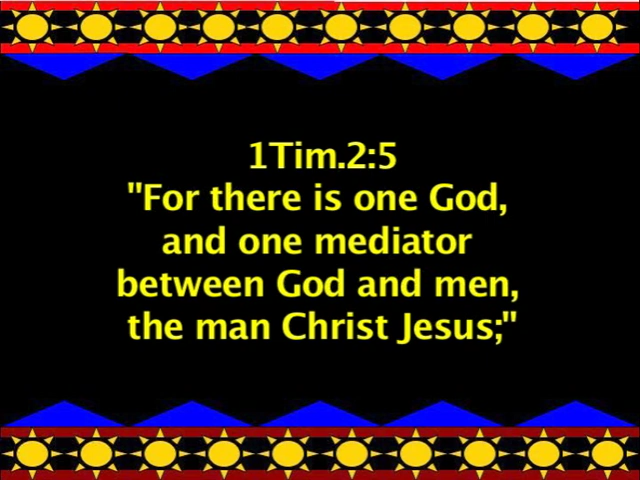 1Tim.2:5
"For there is one God,
and one mediator
between God and men,
the man Christ Jesus;"